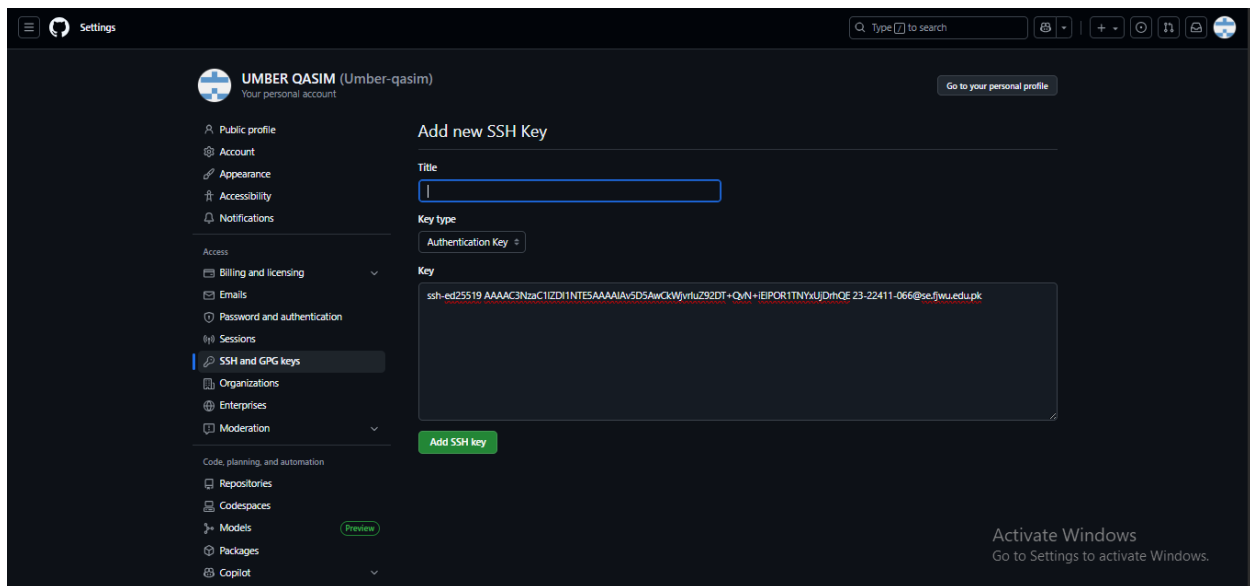 Settings
Type / to search
UMBER QASIM (Umber-qasim)
Your personal account
Go to your personal profile
Public profile
Account
Appearance
Accessibility
Notifications
Access
Billing and licensing
Emails
Password and authentication
Sessions
SSH and GPG keys
Organizations
Enterprises
Moderation
Code, planning, and automation
Repositories
Codespaces
Models Preview
Packages
Copilot
Add new SSH Key
Title
Key type
Authentication Key
Key
ssh-ed25519 23-22411-066@se.fjwu.edu.pk
Add SSH key
Activate Windows
Go to Settings to activate Windows.